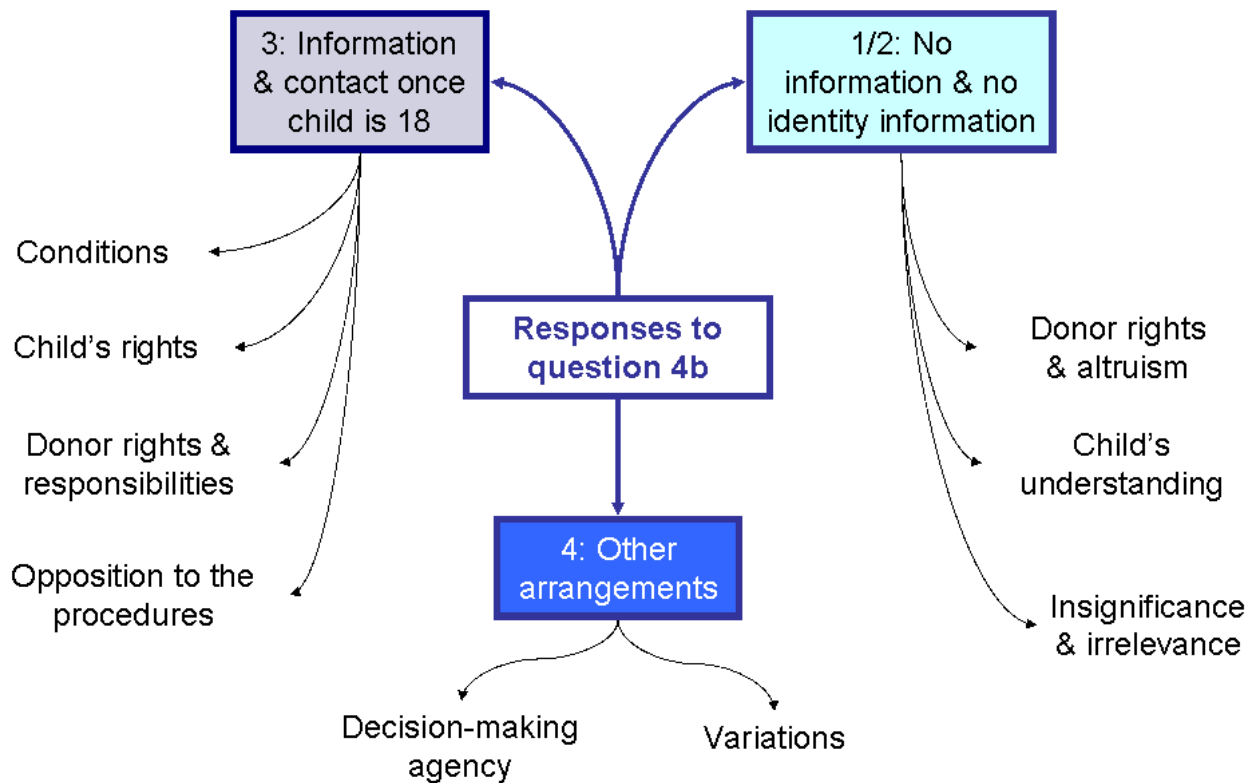 3: Information
& contact once
child is 18
1/2: No
information & no
identity information
Conditions
Child's rights
Donor rights &
responsibilities
Opposition to the
procedures
Responses to
question 4b
Donor rights
& altruism
Child's
understanding
Insignificance
& irrelevance
4: Other
arrangements
Decision-making
agency
Variations